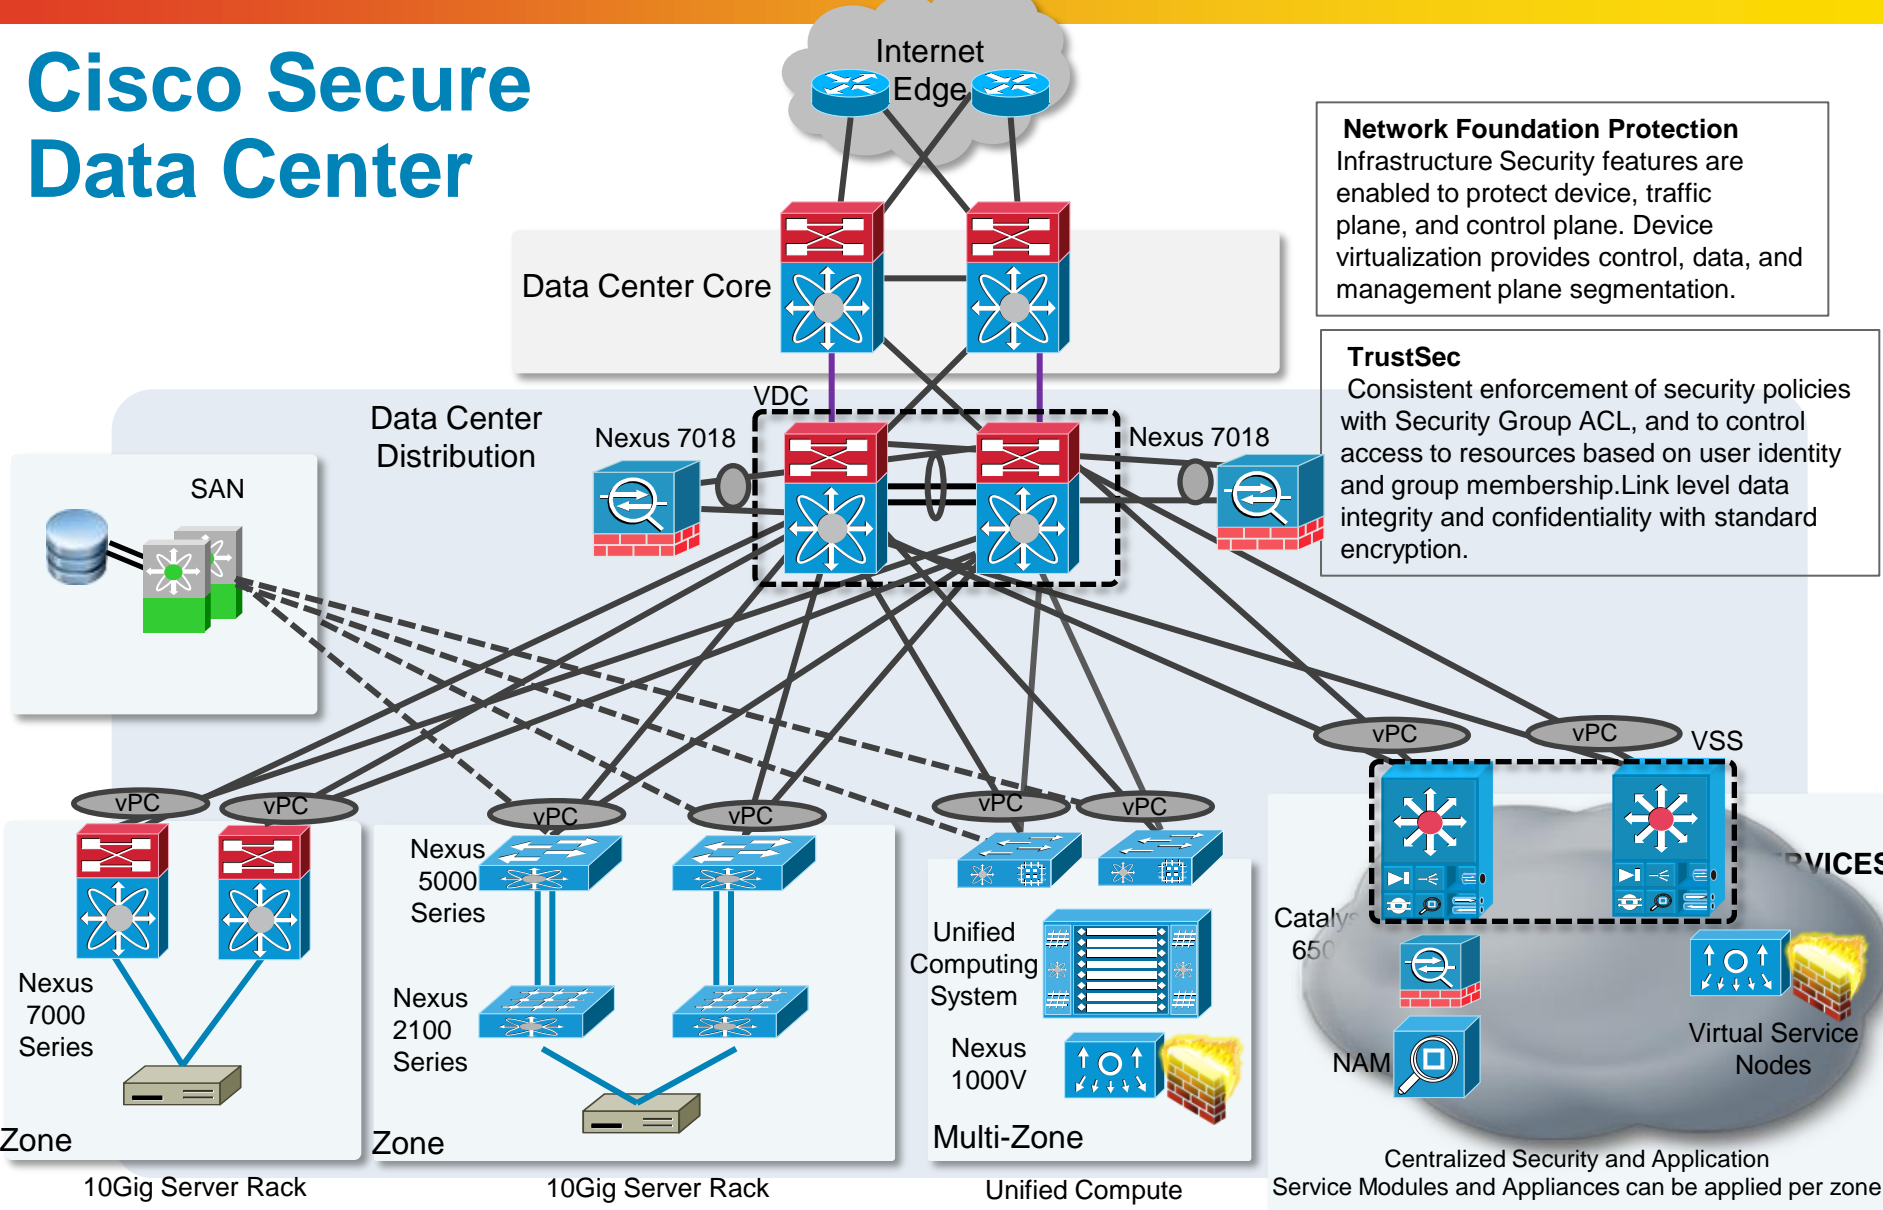 Cisco Secure
Data Center
Internet
Edge
Network Foundation Protection
Infrastructure Security features are
enabled to protect device, traffic
plane, and control plane. Device
virtualization provides control, data, and
management plane segmentation.
Data Center Core
TrustSec
Consistent enforcement of security policies
with Security Group ACL, and to control
access to resources based on user identity
and group membership.Link level data
integrity and confidentiality with standard
encryption.
VDC
Data Center
Distribution
Nexus 7018
Nexus 7018
SAN
vPC
vPC
VSS
vPC
vPC
vPC
vPC
vPC
vPC
Nexus
5000
Series
Nexus
7000
Series
Nexus
2100
Series
Unified
Computing
System
Nexus
1000V
Virtual Service
Nodes
NAM
Zone
Zone
Multi-Zone
Centralized Security and Application
Service Modules and Appliances can be applied per zone
10Gig Server Rack
10Gig Server Rack
Unified Compute